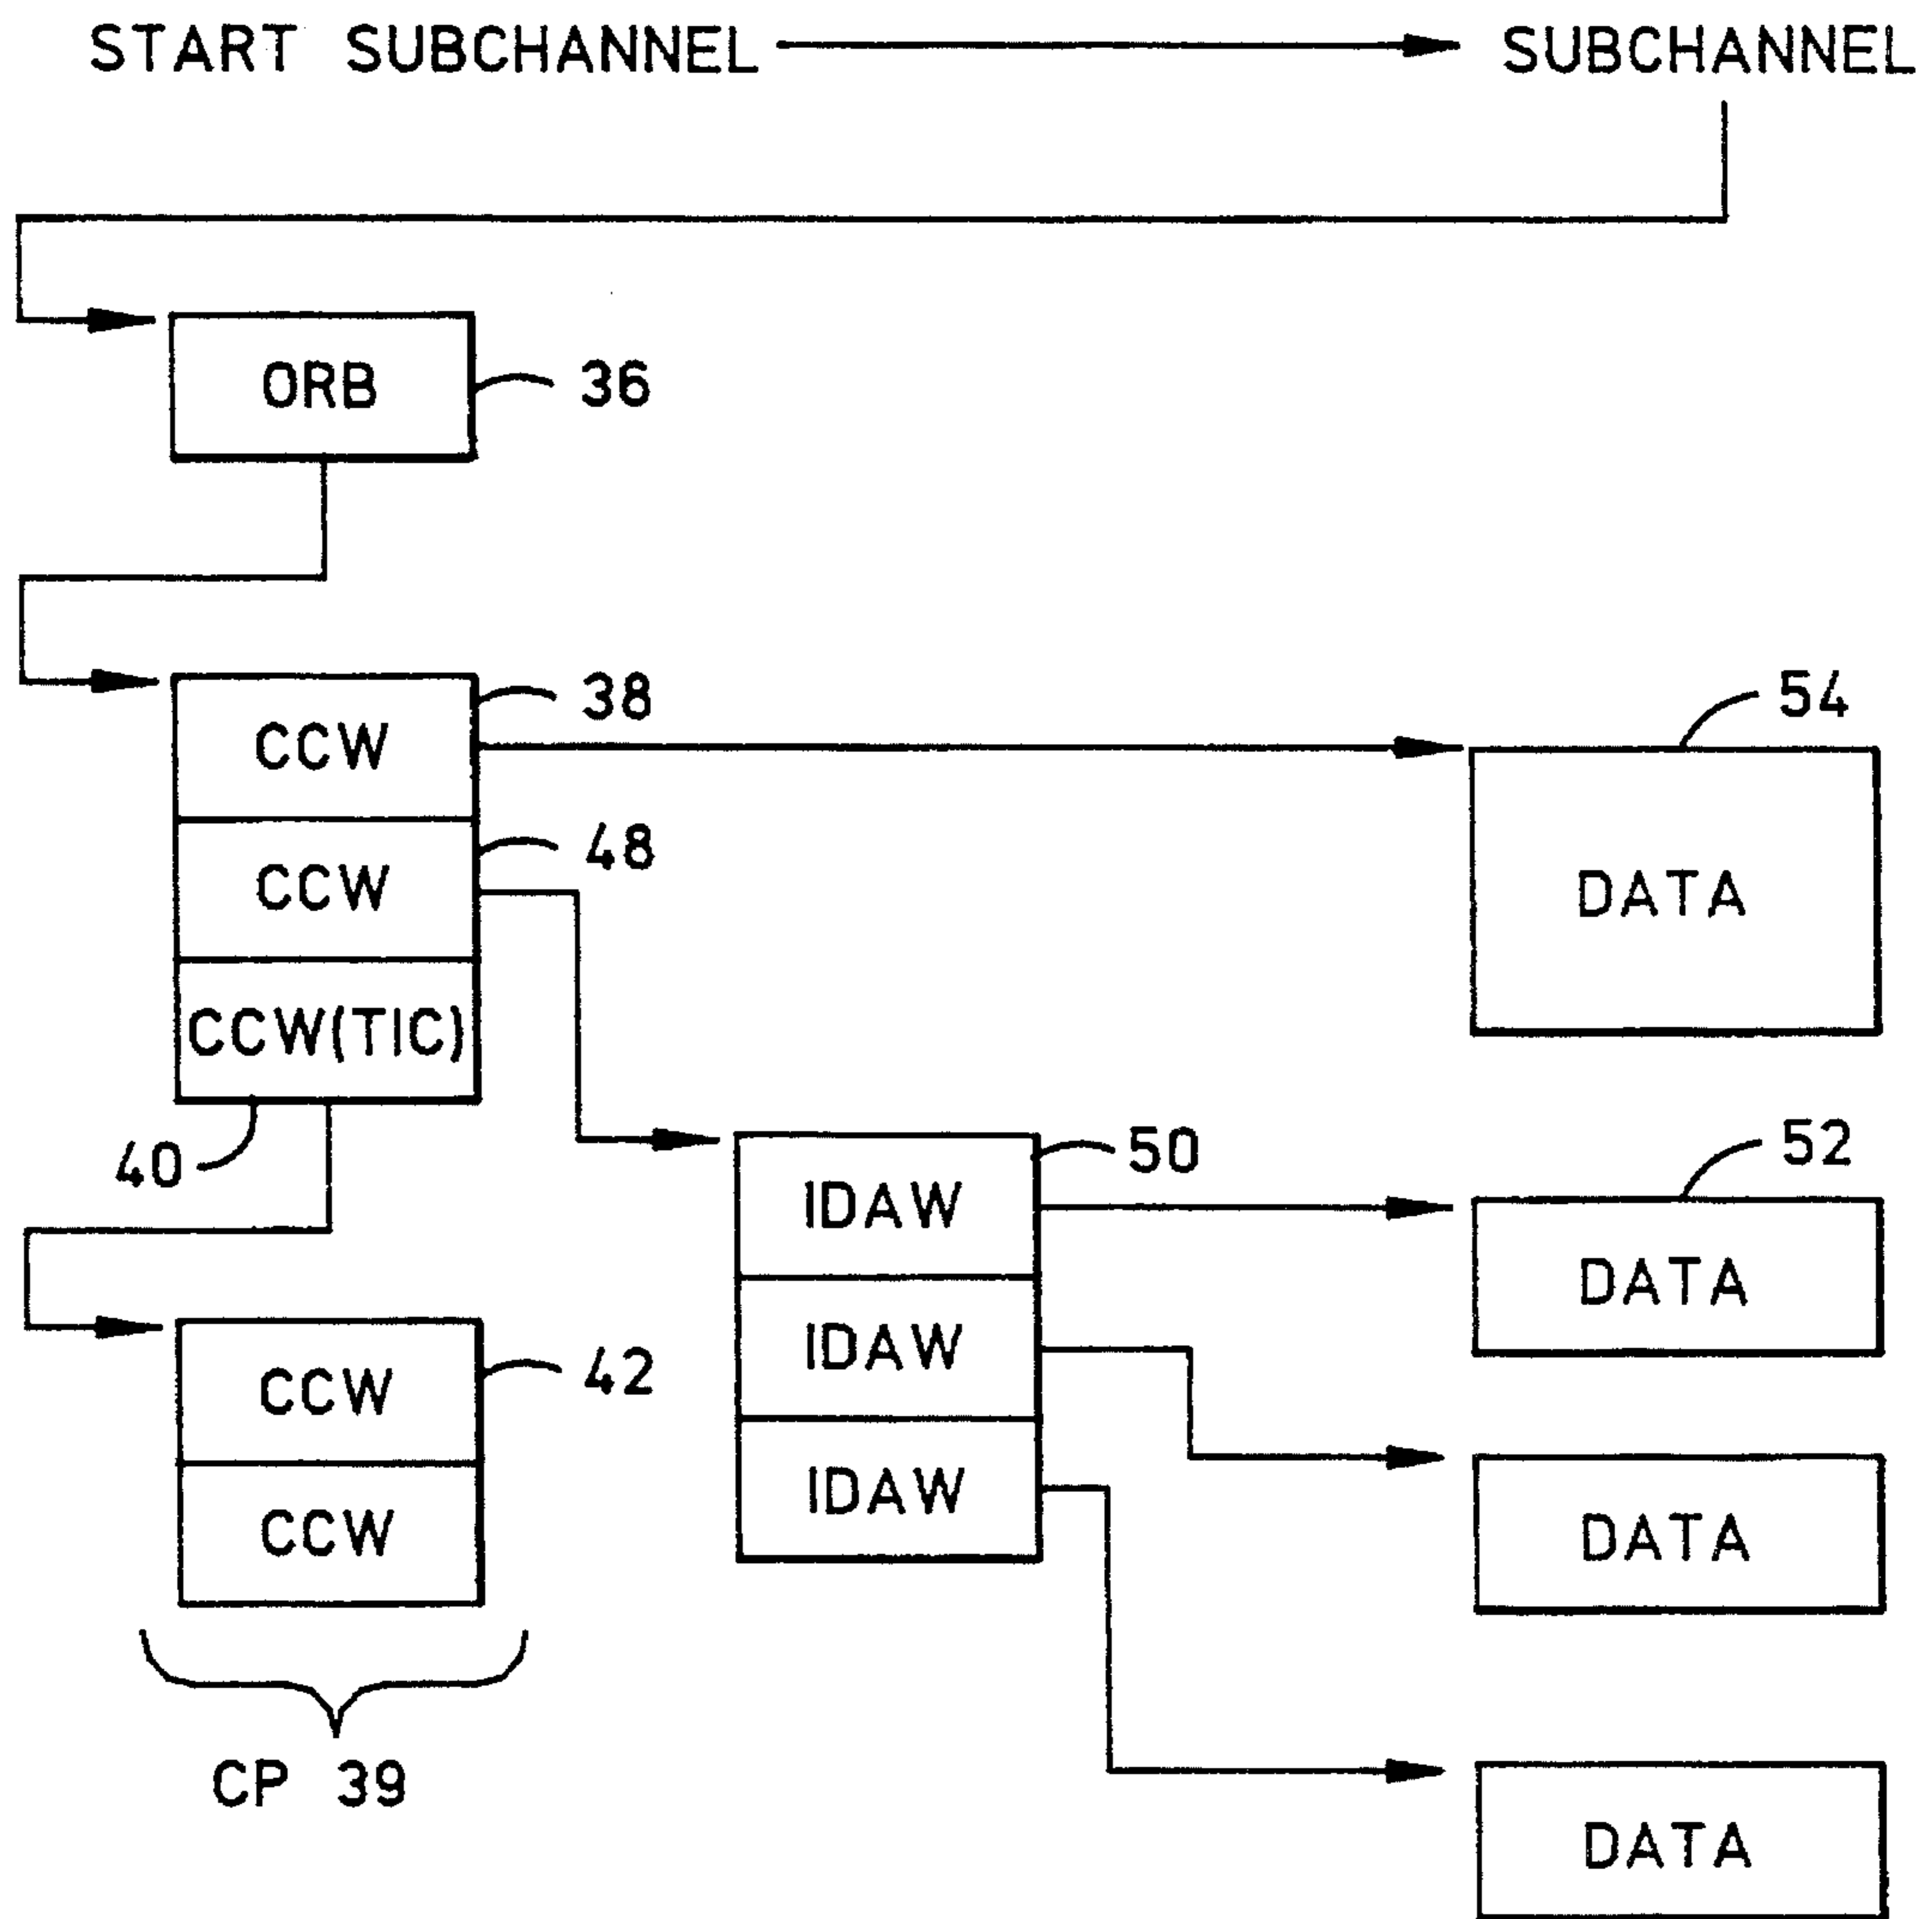 START SUBCHANNEL SUBCHANNEL
ORB 36
38
CCW
54
48
CCW
DATA
CCW(TIC)
40
50
52
IDAW
DATA
IDAW
CCW 42
IDAW
CCW
DATA
CP 39
DATA